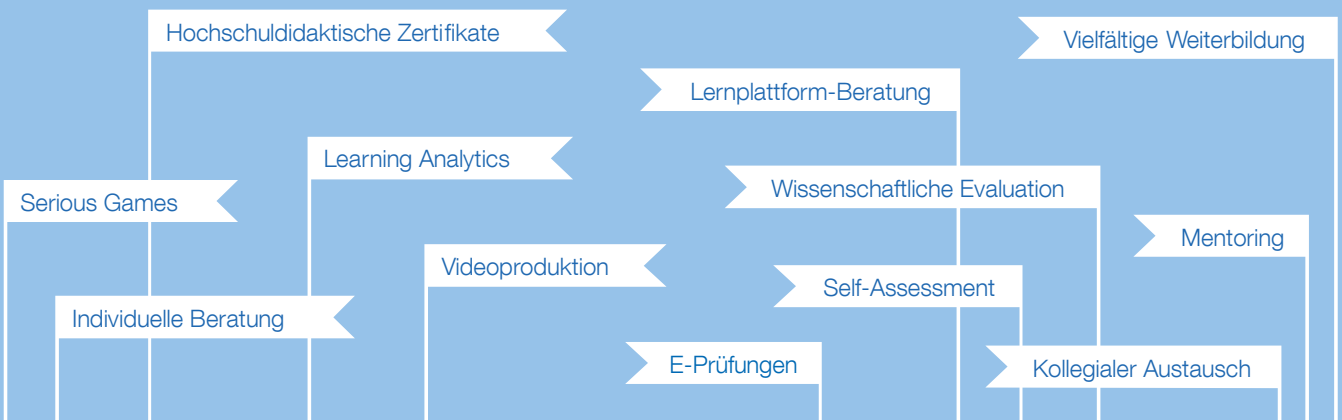 Hochschuldidaktische Zertifikate
Vielfältige Weiterbildung
Lernplattform-Beratung
Learning Analytics
Wissenschaftliche Evaluation
Serious Games
Mentoring
Videoproduktion
Self-Assessment
Individuelle Beratung
E-Prüfungen
Kollegialer Austausch